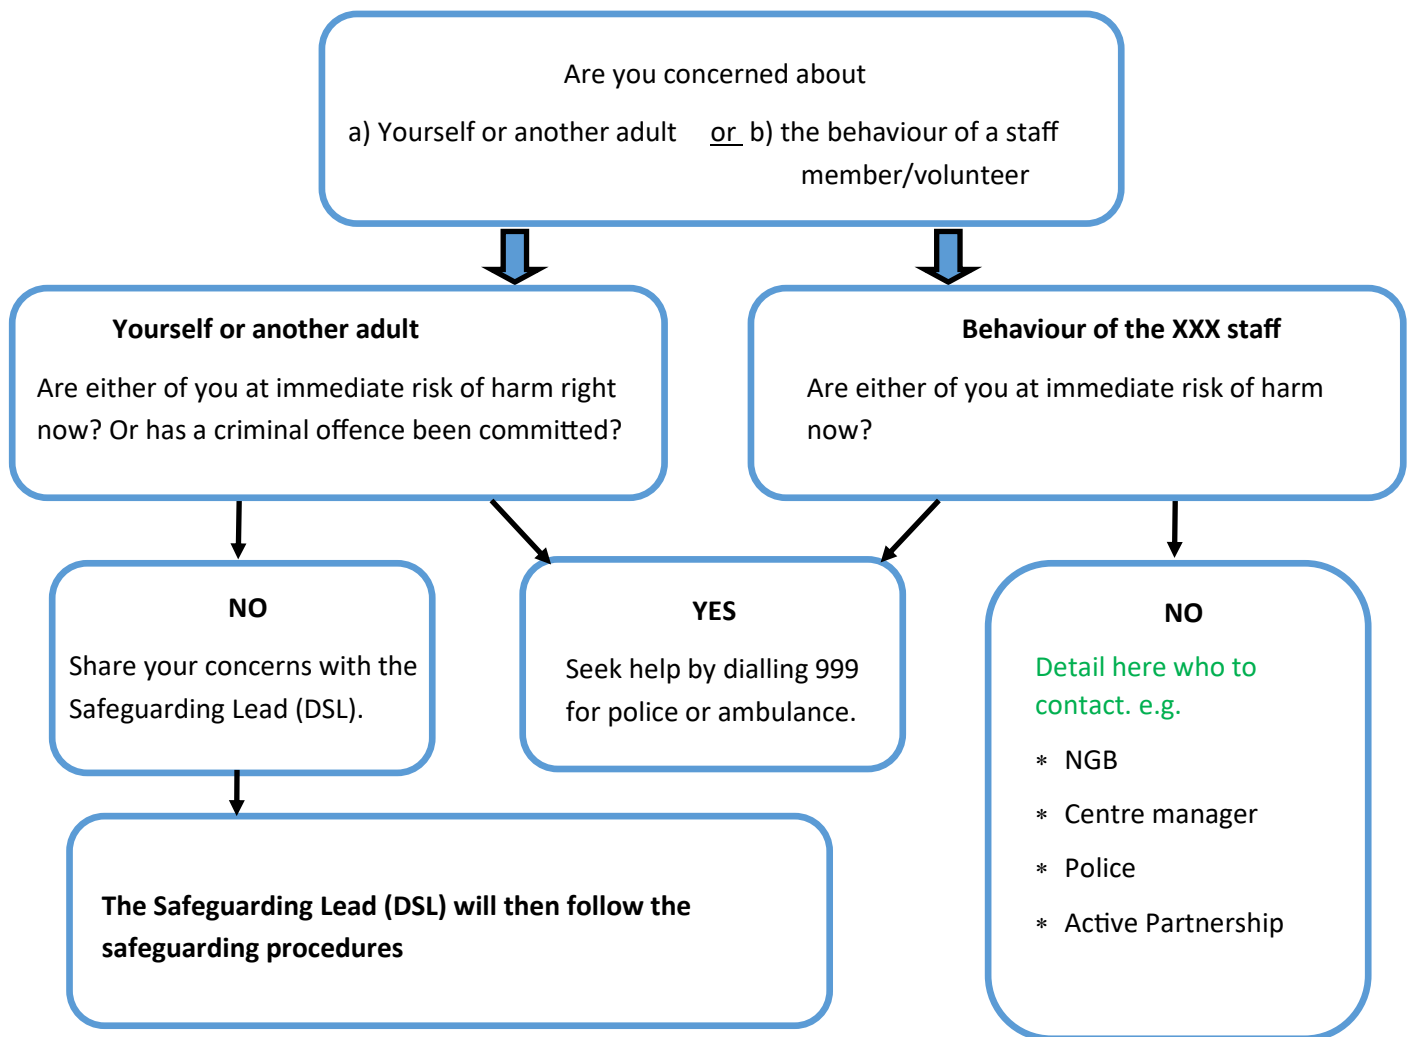 Are you concerned about
a) Yourself or another adult or b) the behaviour of a staff
member/volunteer
Yourself or another adult
Are either of you at immediate risk of harm right
now? Or has a criminal offence been committed?
Behaviour of the XXX staff
Are either of you at immediate risk of harm
now?
NO
Share your concerns with the
Safeguarding Lead (DSL).
YES
Seek help by dialling 999
for police or ambulance.
NO
Detail here who to
contact. e.g.
* NGB
* Centre manager
* Police
* Active Partnership
The Safeguarding Lead (DSL) will then follow the
safeguarding procedures